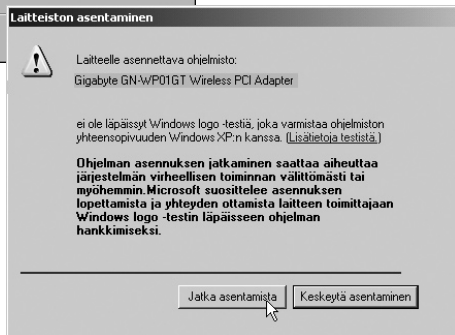 Laitteiston asentaminen
Laitteelle asennettava ohjelmisto:
Gigabyte GN-WP01GT Wireless PCI Adapter
ei ole läpäissyt Windows logo -testiä, joka varmistaa ohjelmiston
yhteensopivuuden Windows XP:n kanssa. (Lisätietoja testistä.)
Ohjelman asennuksen jatkaminen saattaa aiheuttaa
järjestelmän virheellisen toiminnan välittömästi tai
myöhemmin.Microsoft suosittelee asennuksen
lopettamista ja yhteyden ottamista laitteen toimittajaan
Windows logo -testin läpäisseen ohjelman
hankkimiseksi.
Jatka asentamista Keskeytä asentaminen